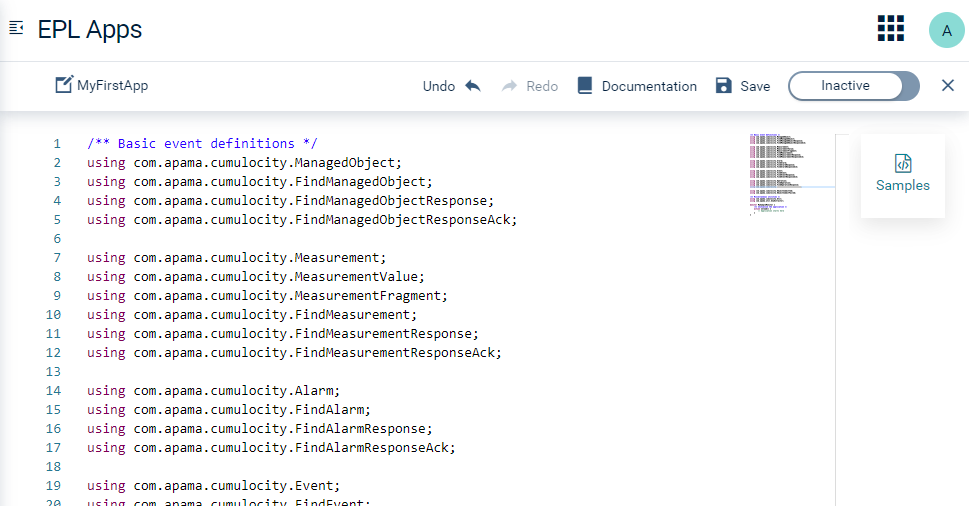 EPL Apps
A
MyFirstApp
Undo
Redo
Documentation
Save
Inactive
1 /** Basic event definitions */
2 using com.apama.cumulocity.ManagedObject;
3 using com.apama.cumulocity.FindManagedObject;
4 using com.apama.cumulocity.FindManagedObjectResponse;
5 using com.apama.cumulocity.FindManagedObjectResponseAck;
6
7 using com.apama.cumulocity.Measurement;
8 using com.apama.cumulocity.MeasurementValue;
9 using com.apama.cumulocity.MeasurementFragment;
10 using com.apama.cumulocity.FindMeasurement;
11 using com.apama.cumulocity.FindMeasurementResponse;
12 using com.apama.cumulocity.FindMeasurementResponseAck;
13
14 using com.apama.cumulocity.Alarm;
15 using com.apama.cumulocity.FindAlarm;
16 using com.apama.cumulocity.FindAlarmResponse;
17 using com.apama.cumulocity.FindAlarmResponseAck;
18
19 using com.apama.cumulocity.Event;
20 using com.apama.cumulocity.FindEvent;
Samples